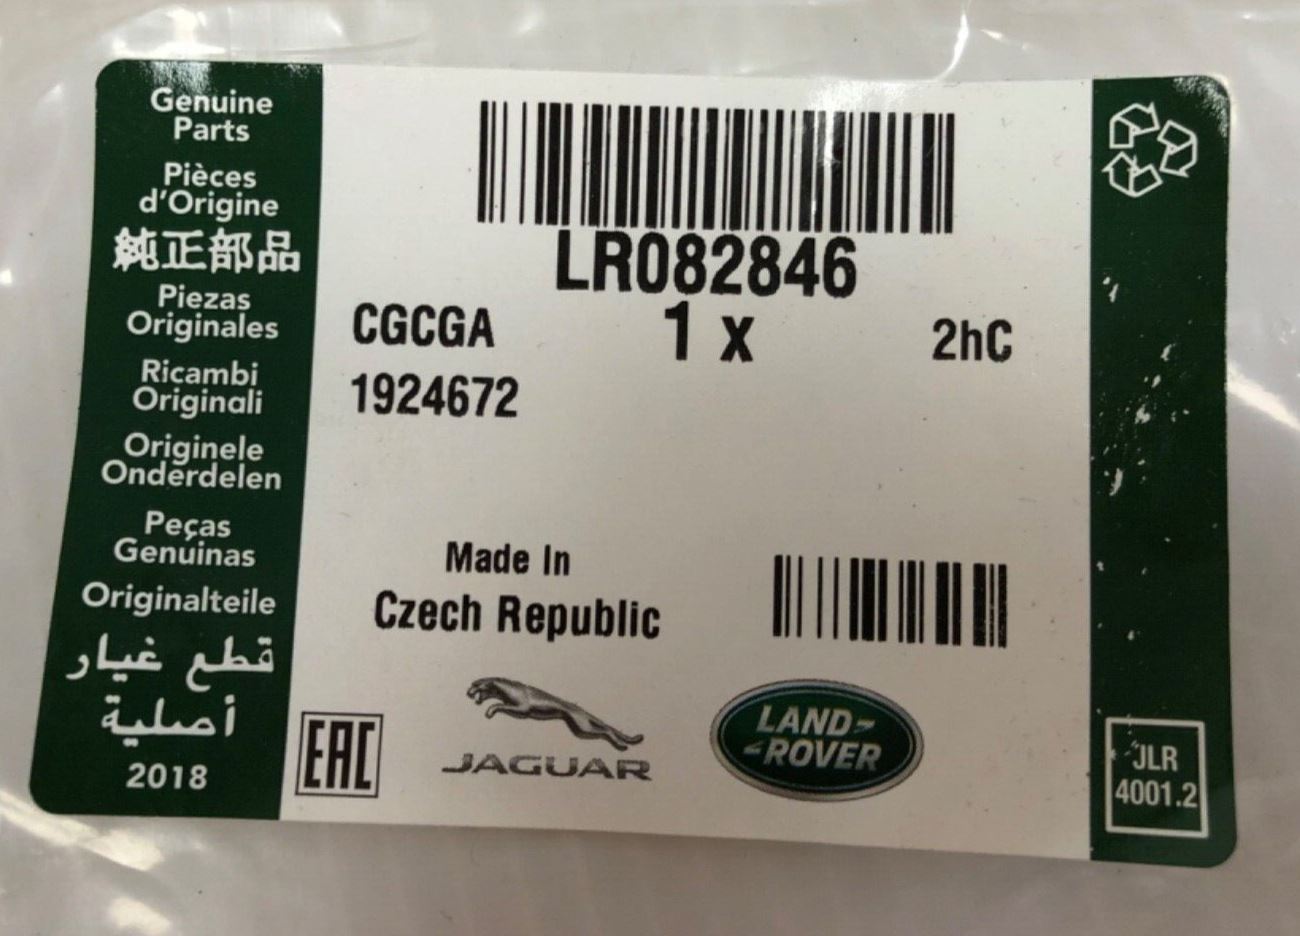 Genuine
Parts
Pièces
d'Origine
純正部品
Piezas
Originales
Ricambi
Originali
Originele
Onderdelen
Peças
Genuinas
Originalteile
قطع غيار
أصلية
2018
LR082846
CGCGA
1 x
2hC
1924672
Made In
Czech Republic
EAC
JAGUAR
LAND-
-ROVER
JLR
4001.2